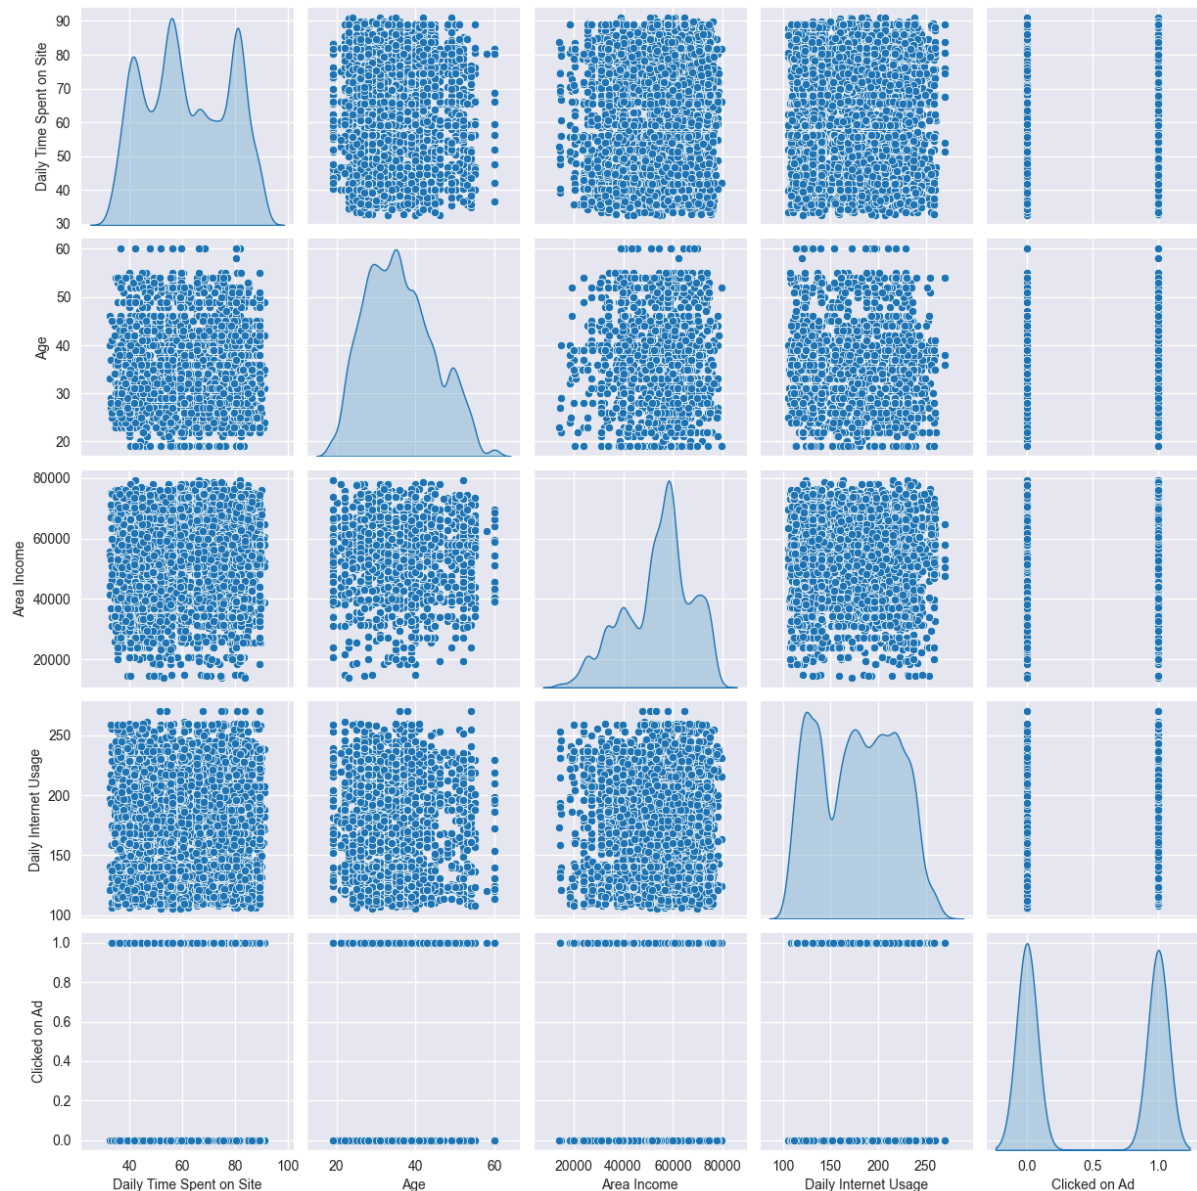 90
80
70
60
50
40
30
Daily Time Spent on Site
60
50
40
30
20
Age
80000
60000
40000
20000
Area Income
250
200
150
100
Daily Internet Usage
1.0
0.8
0.6
0.4
0.2
0.0
Clicked on Ad
40 60 80 100
Daily Time Spent on Site
20 40 60
Age
20000 40000 60000 80000
Area Income
100 150 200 250
Daily Internet Usage
0.0 0.5 1.0
Clicked on Ad